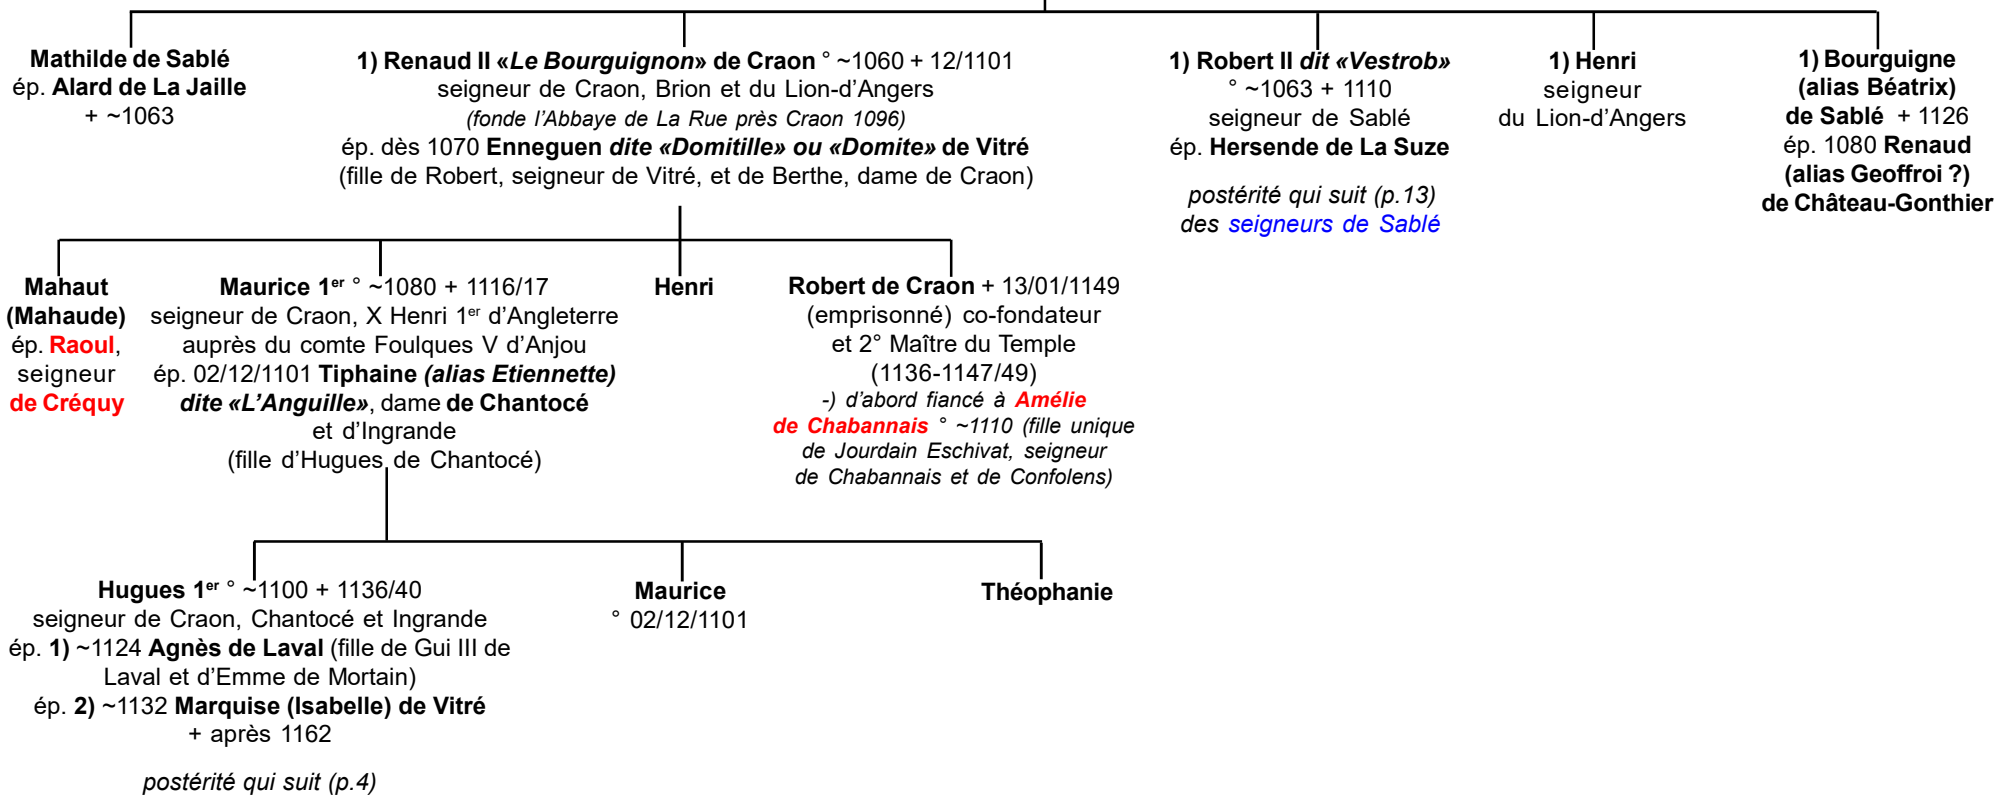 Mathilde de Sablé
ép. Alard de La Jaille
+ ~1063
1) Renaud II «Le Bourguignon» de Craon ° ~1060 + 12/1101
seigneur de Craon, Brion et du Lion-d'Angers
(fonde l'Abbaye de La Rue près Craon 1096)
ép. dès 1070 Enneguen dite «Domitille» ou «Domite» de Vitré
(fille de Robert, seigneur de Vitré, et de Berthe, dame de Craon)
1) Robert II dit «Vestrob»
° ~1063 + 1110
seigneur de Sablé
ép. Hersende de La Suze
postérité qui suit (p.13)
des seigneurs de Sablé
1) Henri
seigneur
du Lion-d'Angers
1) Bourguigne
(alias Béatrix)
de Sablé + 1126
ép. 1080 Renaud
(alias Geoffroi ?)
de Château-Gonthier
Mahaut
(Mahaude)
ép. Raoul,
seigneur
de Créquy
Maurice 1er ° ~1080 + 1116/17
seigneur de Craon, X Henri 1er d'Angleterre
auprès du comte Foulques V d'Anjou
ép. 02/12/1101 Tiphaine (alias Etiennette)
dite «L'Anguille», dame de Chantocé
et d'Ingrande
(fille d'Hugues de Chantocé)
Henri
Robert de Craon + 13/01/1149
(emprisonné) co-fondateur
et 2° Maître du Temple
(1136-1147/49)
-) d'abord fiancé à Amélie
de Chabannais ° ~1110 (fille unique
de Jourdain Eschivat, seigneur
de Chabannais et de Confolens)
Hugues 1er ° ~1100 + 1136/40
seigneur de Craon, Chantocé et Ingrande
ép. 1) ~1124 Agnès de Laval (fille de Gui III de
Laval et d'Emme de Mortain)
ép. 2) ~1132 Marquise (Isabelle) de Vitré
+ après 1162
postérité qui suit (p.4)
Maurice
° 02/12/1101
Théophanie